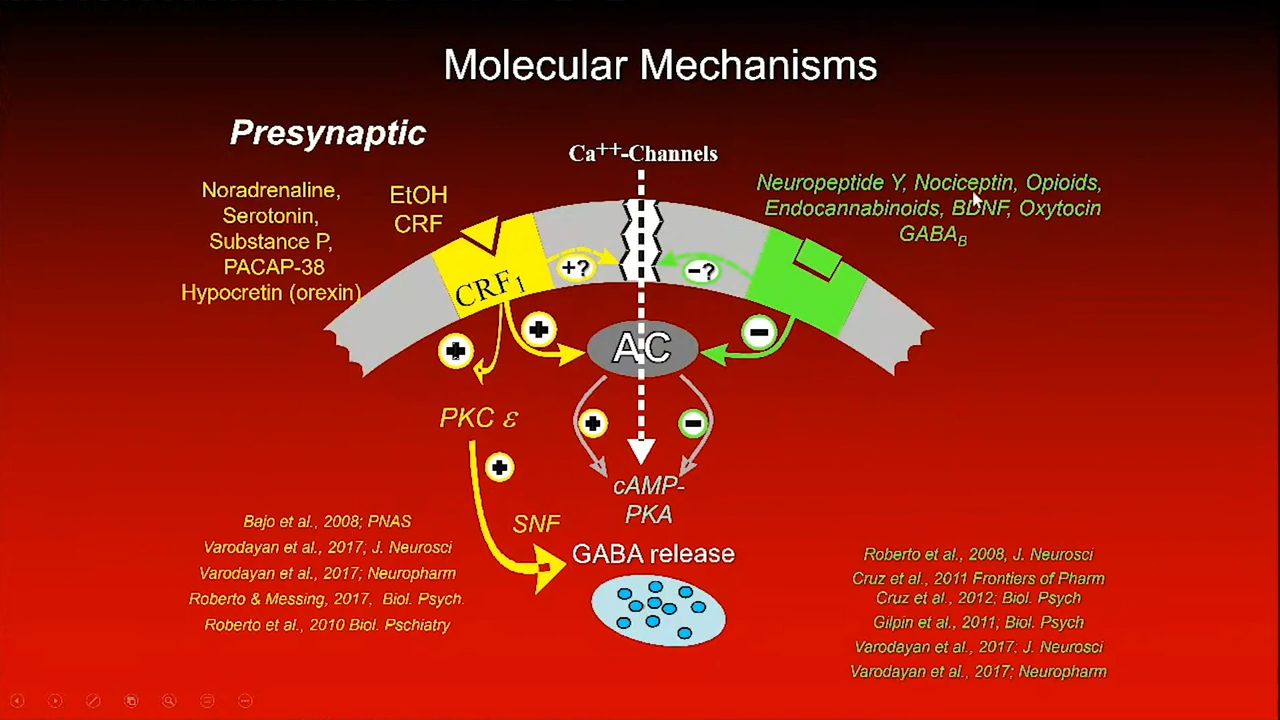 Molecular Mechanisms
Presynaptic
Ca++-Channels
Noradrenaline,
Serotonin,
Substance P,
PACAP-38
Hypocretin (orexin)
EtOH
CRF
Neuropeptide Y, Nociceptin, Opioids,
Endocannabinoids, BDNF, Oxytocin
GABAB
CRF1
+?
−?
+
+
−
AC
PKC ε
+
−
+
cAMP-
PKA
SNF
GABA release
Bajo et al., 2008; PNAS
Varodayan et al., 2017; J. Neurosci
Varodayan et al., 2017; Neuropharm
Roberto & Messing, 2017, Biol. Psych.
Roberto et al., 2010 Biol. Pschiatry
Roberto et al., 2008, J. Neurosci
Cruz et al., 2011 Frontiers of Pharm
Cruz et al., 2012; Biol. Psych
Gilpin et al., 2011, Biol. Psych
Varodayan et al., 2017; J. Neurosci
Varodayan et al., 2017; Neuropharm